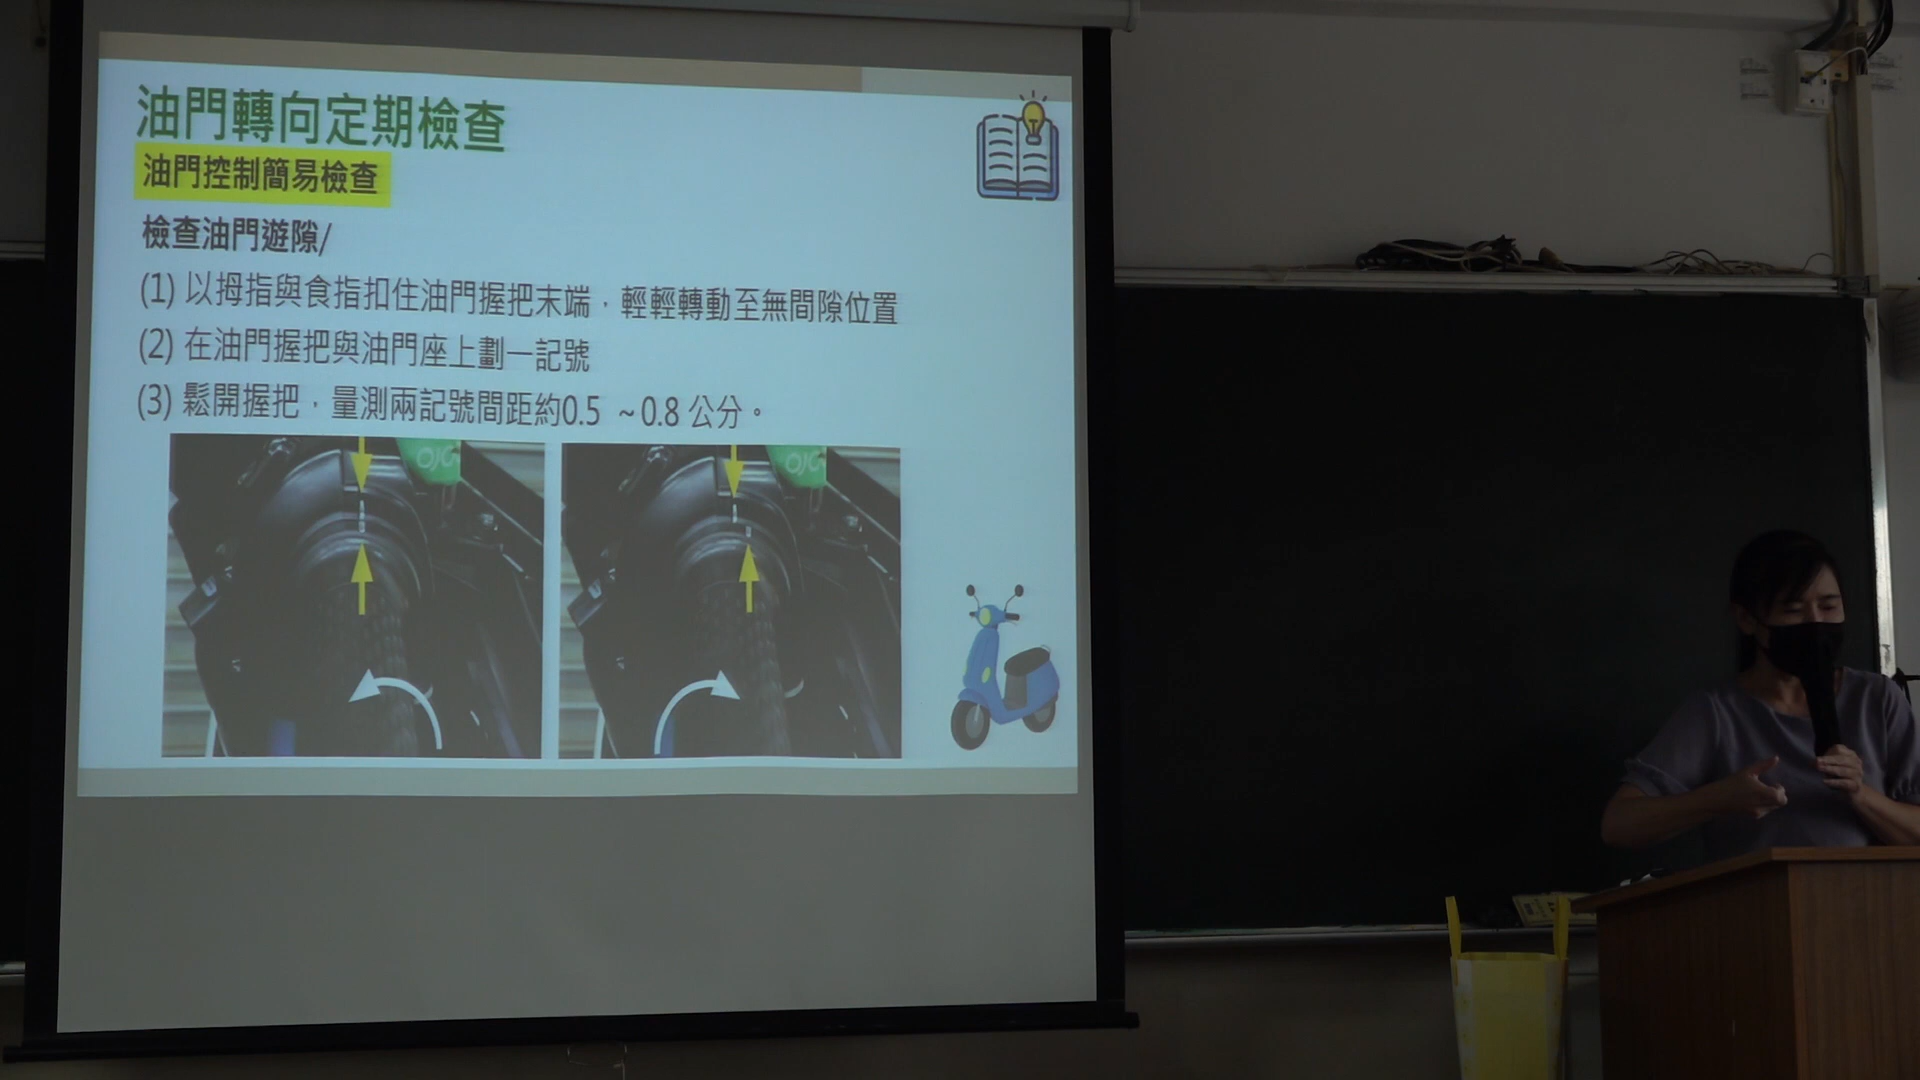 油門轉向定期檢查
油門控制簡易檢查
檢查油門遊隙/
(1) 以拇指與食指扣住油門握把末端，輕輕轉動至無間隙位置
(2) 在油門握把與油門座上劃一記號
(3) 鬆開握把，量測兩記號間距約0.5 ~0.8 公分。
OJC
OJC